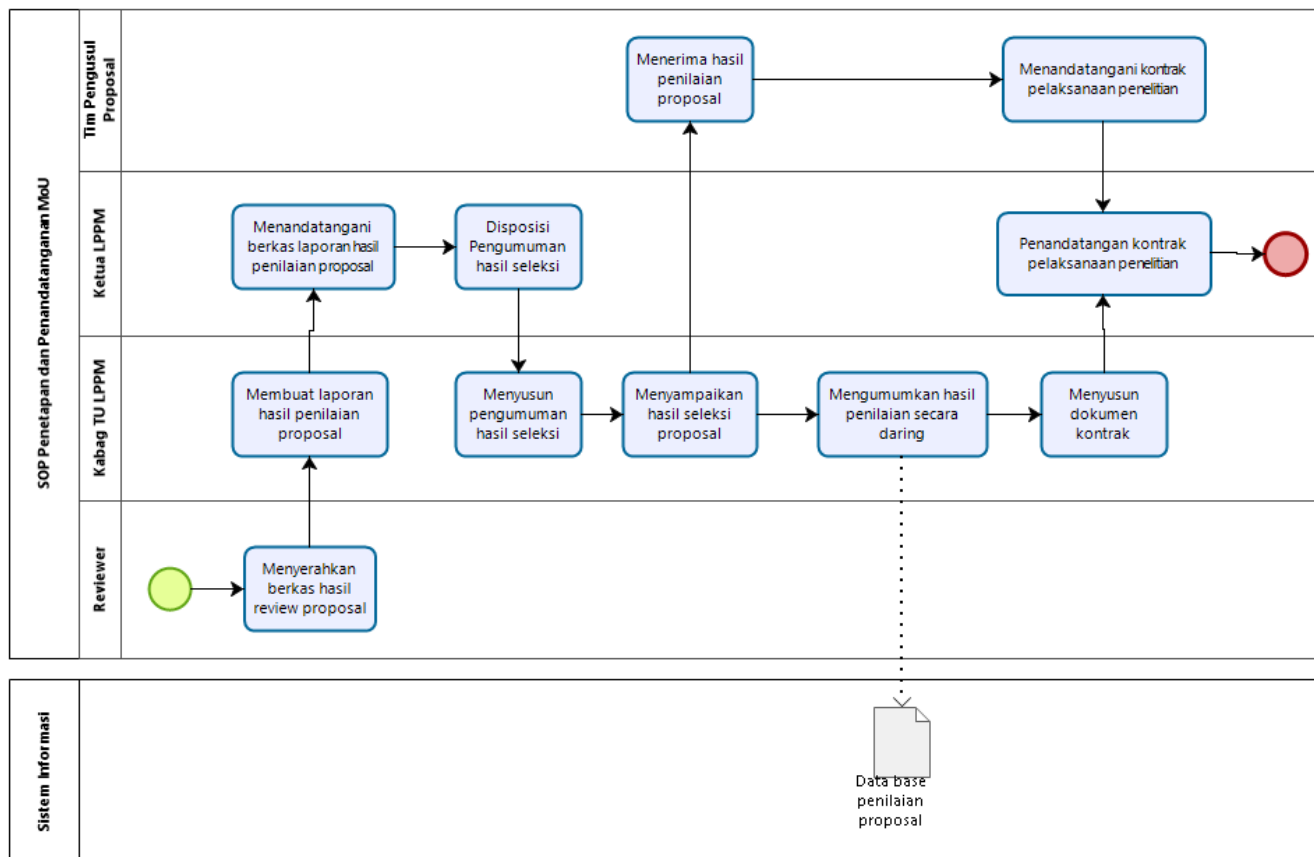 SOP Penetapan dan Penandatanganan MoU
Tim Pengusul
Proposal
Menerima hasil
penilaian
proposal
Menandatangani kontrak
pelaksanaan penelitian
Ketua LPPM
Menandatangani
berkas laporan hasil
penilaian proposal
Disposisi
Pengumuman
hasil seleksi
Penandatangan kontrak
pelaksanaan penelitian
Kabag TU LPPM
Membuat laporan
hasil penilaian
proposal
Menyusun
pengumuman
hasil seleksi
Menyampaikan
hasil seleksi
proposal
Mengumumkan hasil
penilaian secara
daring
Menyusun
dokumen
kontrak
Reviewer
Menyerahkan
berkas hasil
review proposal
Sistem Informasi
Data base
penilaian
proposal